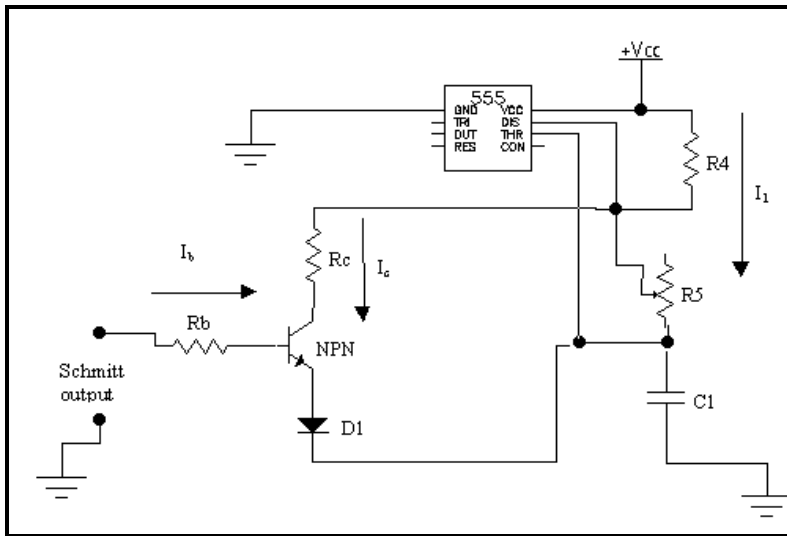 +Vcc
555
GND VCC
TRI DIS
OUT THR
RES CON
R4
I1
Ib
Rc
Ic
R5
Rb
NPN
Schmitt
output
D1
C1